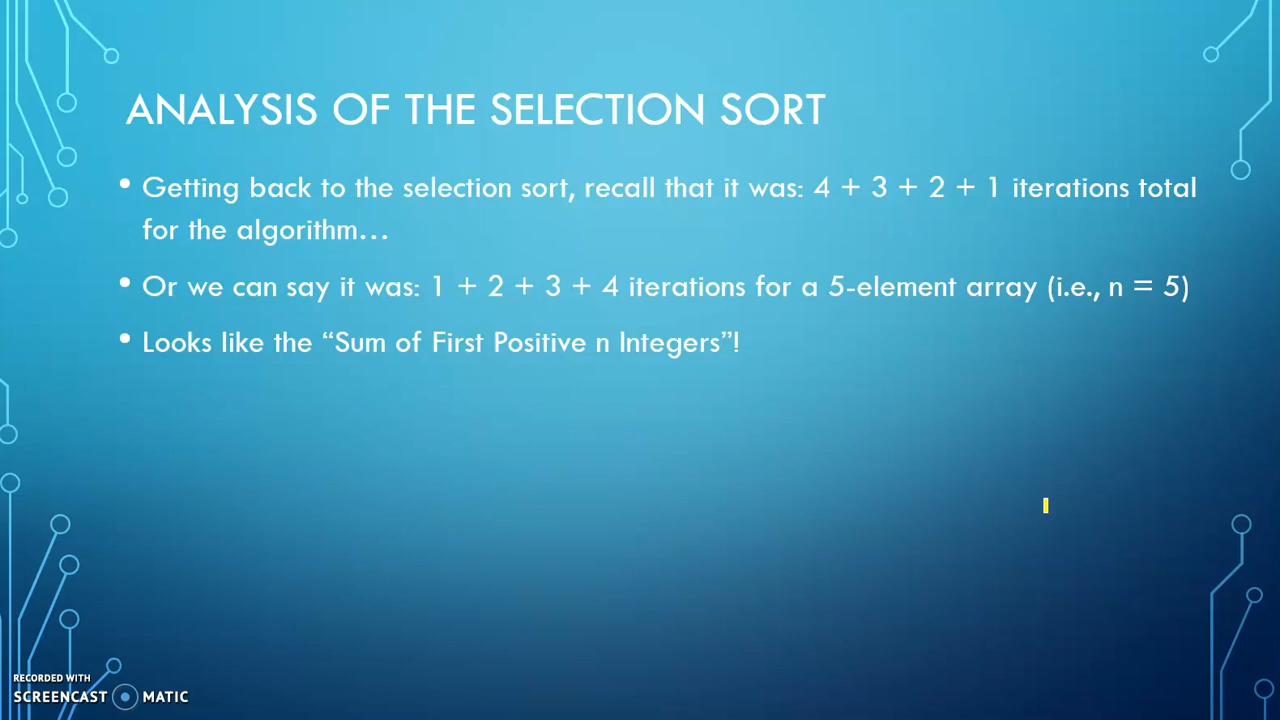 ANALYSIS OF THE SELECTION SORT
• Getting back to the selection sort, recall that it was: 4 + 3 + 2 + 1 iterations total
for the algorithm…
• Or we can say it was: 1 + 2 + 3 + 4 iterations for a 5-element array (i.e., n = 5)
• Looks like the “Sum of First Positive n Integers”!
RECORDED WITH
SCREENCAST MATIC